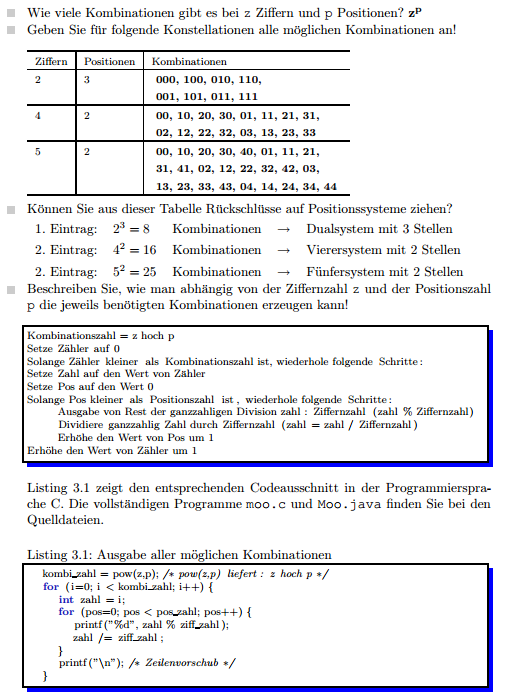 Wie viele Kombinationen gibt es bei z Ziffern und p Positionen? z^p
Geben Sie für folgende Konstellationen alle möglichen Kombinationen an!
Ziffern Positionen Kombinationen
2 3 000, 100, 010, 110,
001, 101, 011, 111
4 2 00, 10, 20, 30, 01, 11, 21, 31,
02, 12, 22, 32, 03, 13, 23, 33
5 2 00, 10, 20, 30, 40, 01, 11, 21,
31, 41, 02, 12, 22, 32, 42, 03,
13, 23, 33, 43, 04, 14, 24, 34, 44
Können Sie aus dieser Tabelle Rückschlüsse auf Positionssysteme ziehen?
1. Eintrag: 2^3 = 8 Kombinationen → Dualsystem mit 3 Stellen
2. Eintrag: 4^2 = 16 Kombinationen → Vierersystem mit 2 Stellen
2. Eintrag: 5^2 = 25 Kombinationen → Fünfersystem mit 2 Stellen
Beschreiben Sie, wie man abhängig von der Ziffernzahl z und der Positionszahl
p die jeweils benötigten Kombinationen erzeugen kann!
Kombinationszahl = z hoch p
Setze Zähler auf 0
Solange Zähler kleiner als Kombinationszahl ist, wiederhole folgende Schritte:
Setze Zahl auf den Wert von Zähler
Setze Pos auf den Wert 0
Solange Pos kleiner als Positionszahl ist, wiederhole folgende Schritte:
Ausgabe von Rest der ganzzahligen Division zahl : Ziffernzahl (zahl % Ziffernzahl)
Dividiere ganzzahlig Zahl durch Ziffernzahl (zahl = zahl / Ziffernzahl)
Erhöhe den Wert von Pos um 1
Erhöhe den Wert von Zähler um 1
Listing 3.1 zeigt den entsprechenden Codeausschnitt in der Programmierspra-
che C. Die vollständigen Programme moo.c und Moo.java finden Sie bei den
Quelldateien.
Listing 3.1: Ausgabe aller möglichen Kombinationen
kombi_zahl = pow(z,p); /* pow(z,p) liefert : z hoch p */
for (i=0; i < kombi_zahl; i++) {
int zahl = i;
for (pos=0; pos < pos_zahl; pos++) {
printf("%d", zahl % ziff_zahl);
zahl /= ziff_zahl;
}
printf("\n"); /* Zeilenvorschub */
}